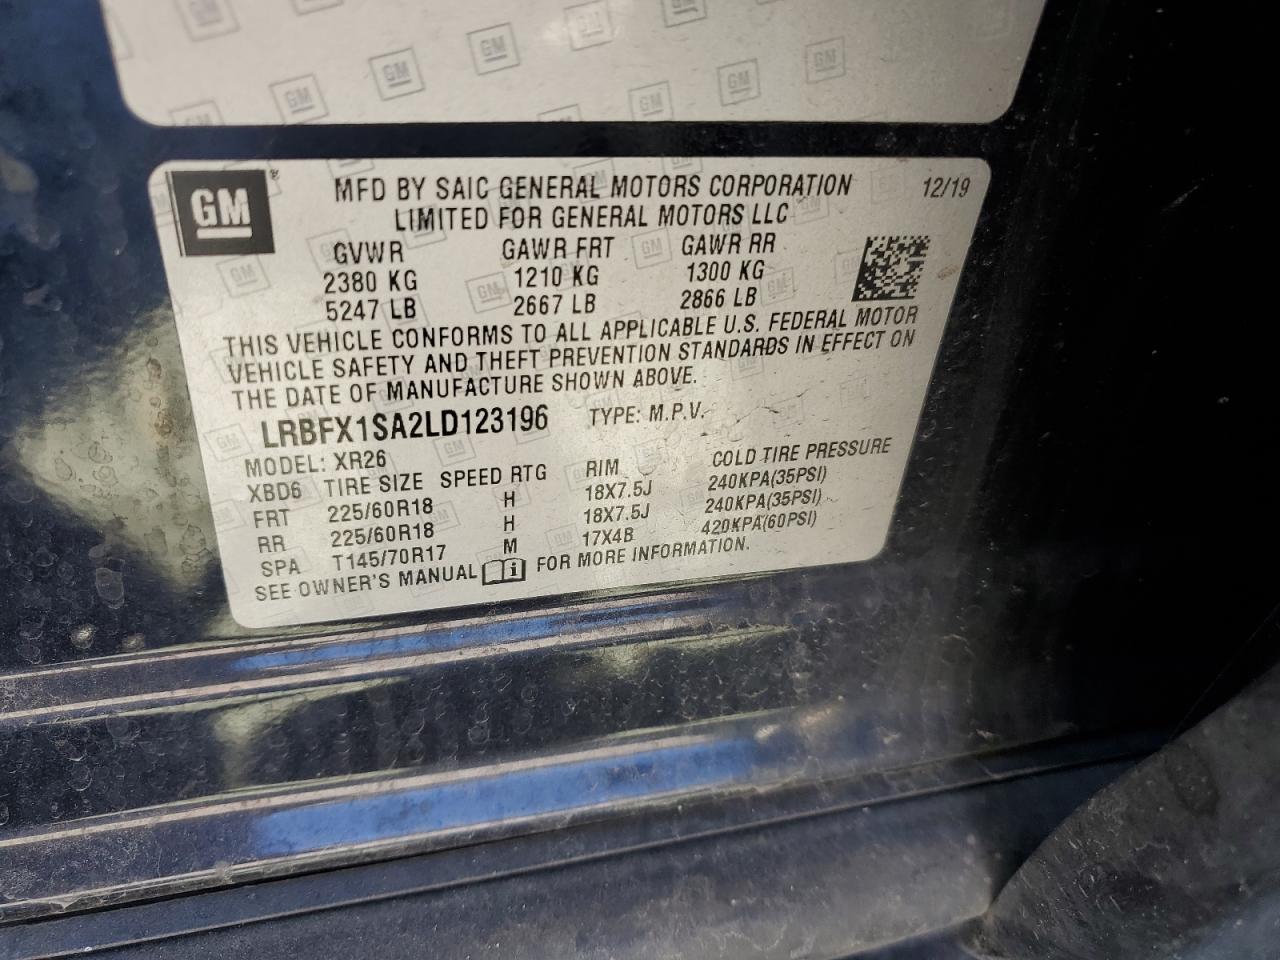 GM ®
MFD BY SAIC GENERAL MOTORS CORPORATION 12/19
LIMITED FOR GENERAL MOTORS LLC
GVWR GAWR FRT GAWR RR
2380 KG 1210 KG 1300 KG
5247 LB 2667 LB 2866 LB
THIS VEHICLE CONFORMS TO ALL APPLICABLE U.S. FEDERAL MOTOR
VEHICLE SAFETY AND THEFT PREVENTION STANDARDS IN EFFECT ON
THE DATE OF MANUFACTURE SHOWN ABOVE.
LRBFX1SA2LD123196 TYPE: M.P.V.
MODEL: XR26
XBD6 TIRE SIZE SPEED RTG RIM COLD TIRE PRESSURE
FRT 225/60R18 H 18X7.5J 240KPA(35PSI)
RR 225/60R18 H 18X7.5J 240KPA(35PSI)
SPA T145/70R17 M 17X4B 420KPA(60PSI)
SEE OWNER'S MANUAL FOR MORE INFORMATION.